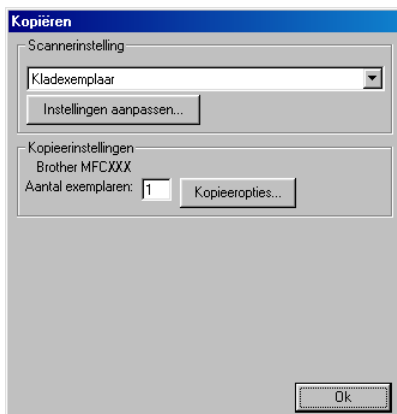 Kopiëren
Scannerinstelling
Kladexemplaar
Instellingen aanpassen...
Kopieerinstellingen
Brother MFCXXX
Aantal exemplaren: 1 Kopieeropties...
Ok